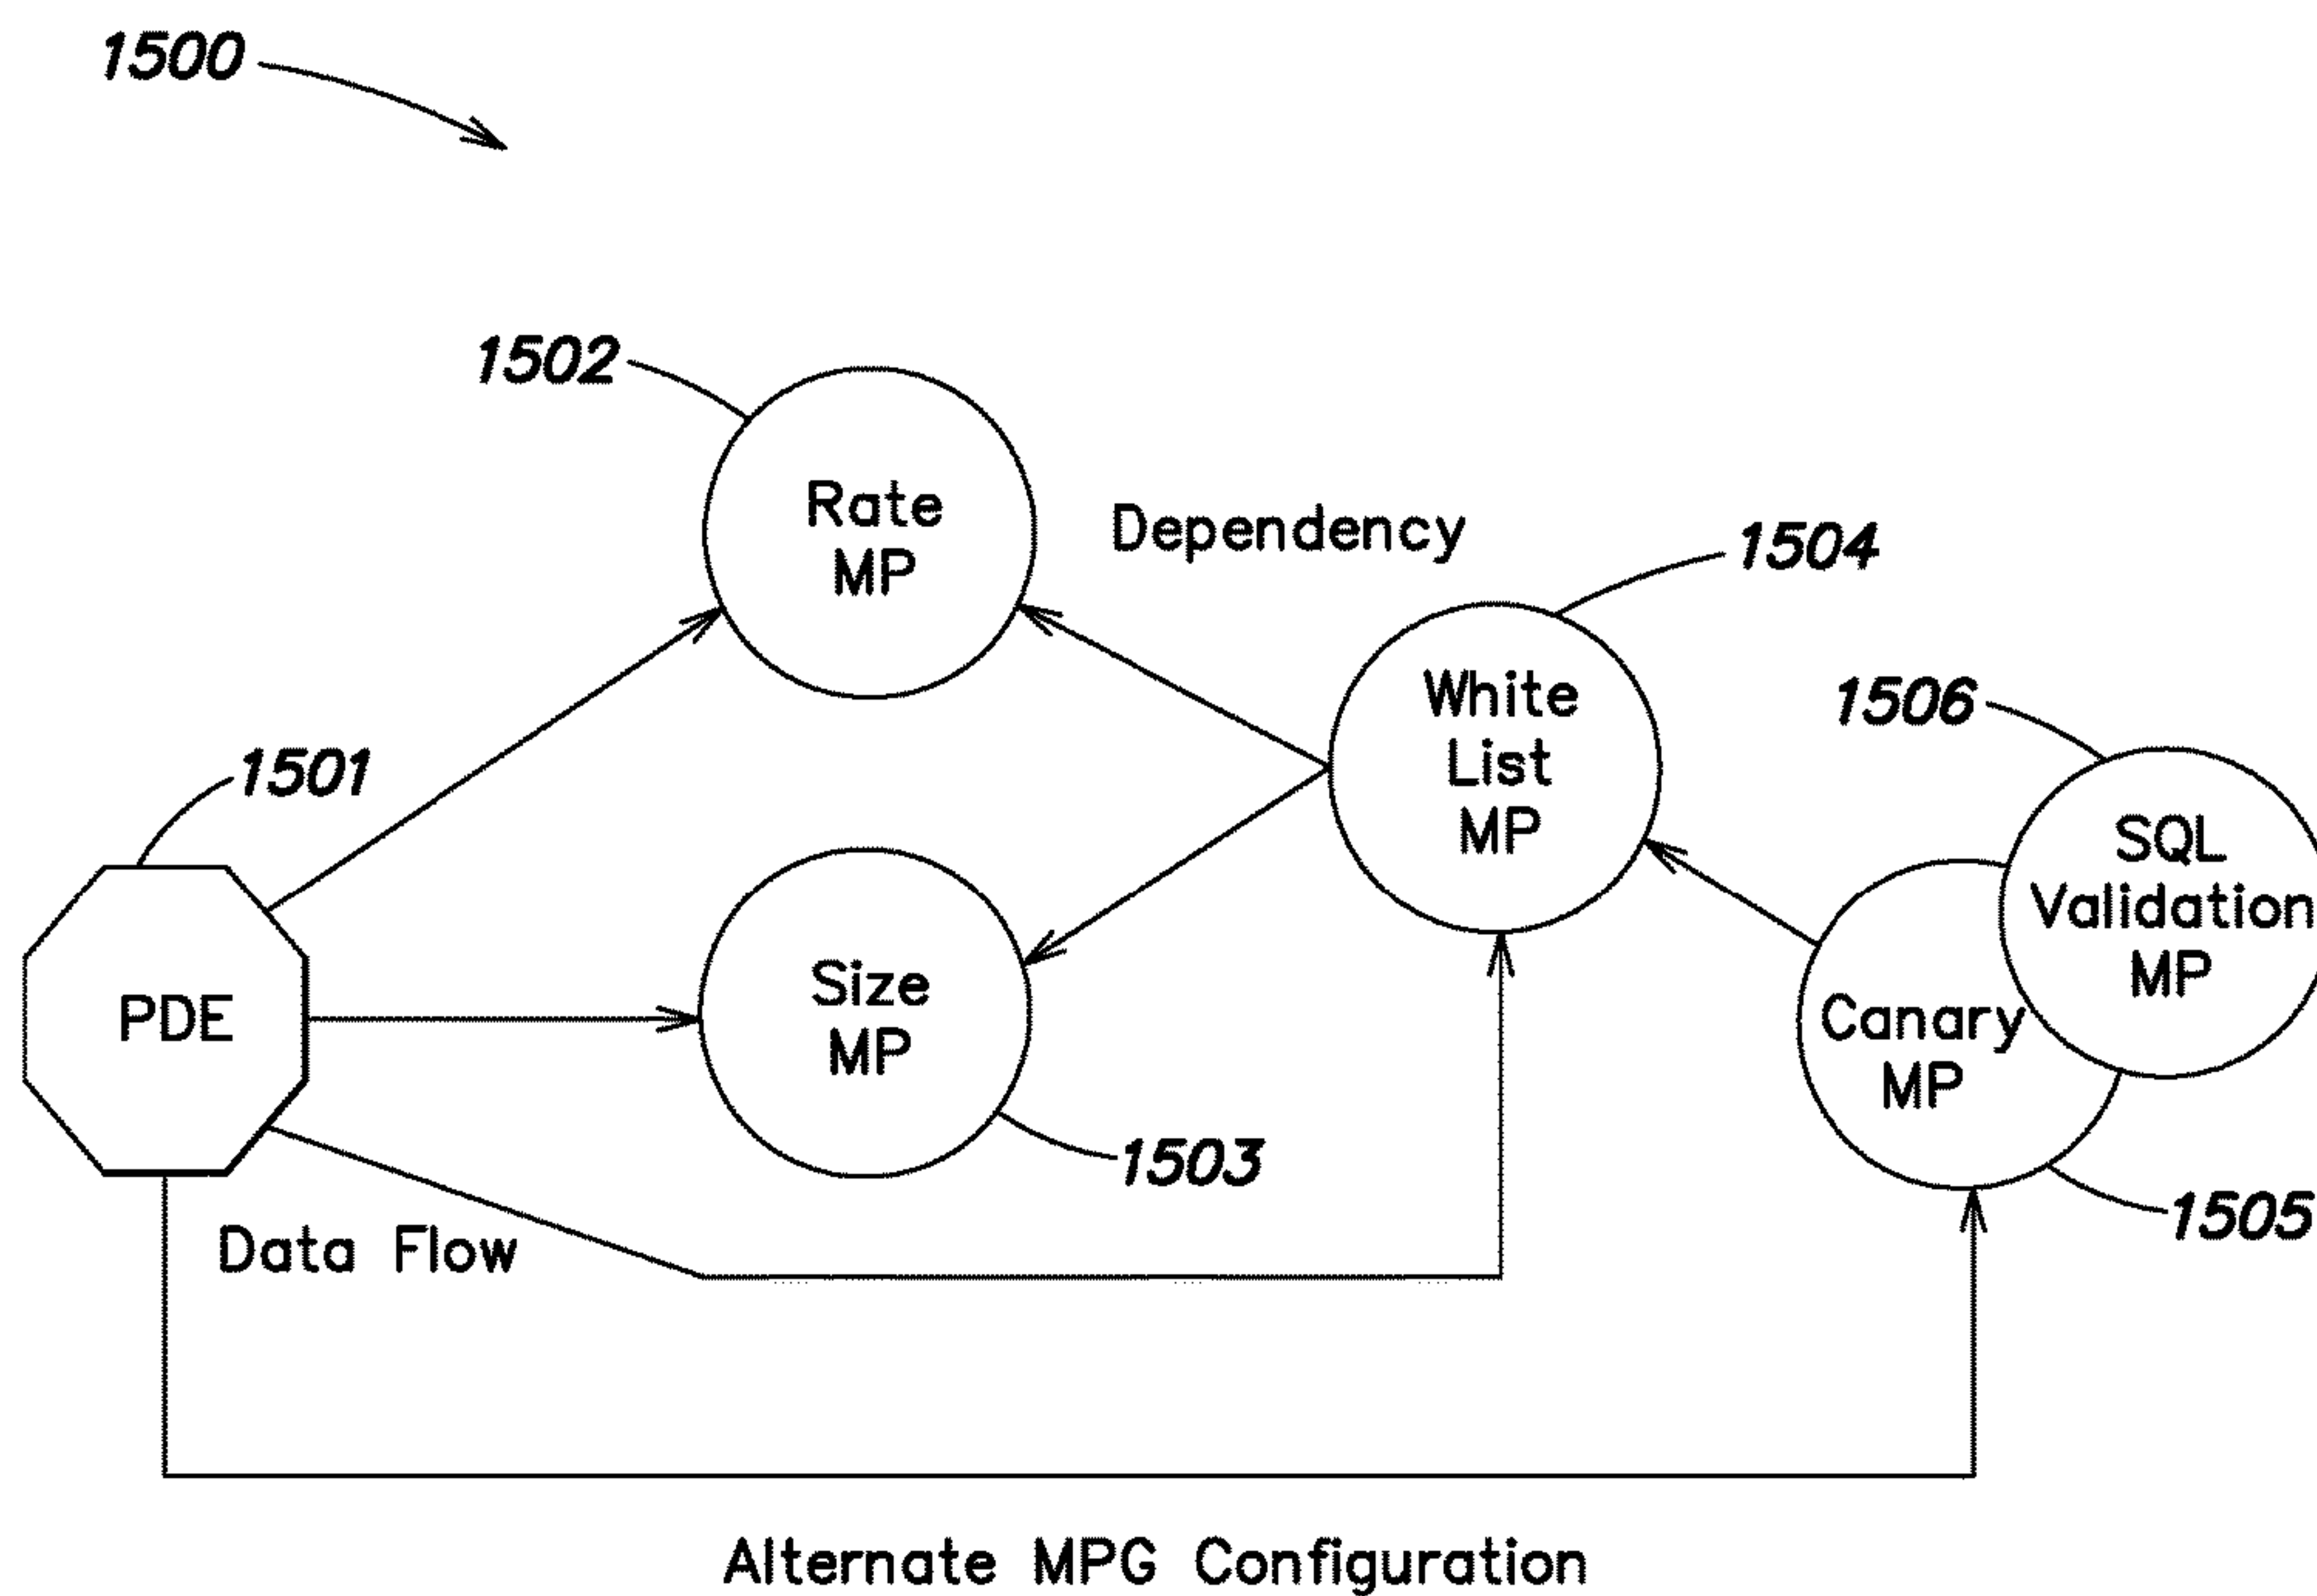 1500
1502
Rate
MP
Dependency
1504
White
List
MP
1506
SQL
Validation
MP
1501
PDE
Size
MP
Canary
MP
1503
1505
Data Flow
Alternate MPG Configuration